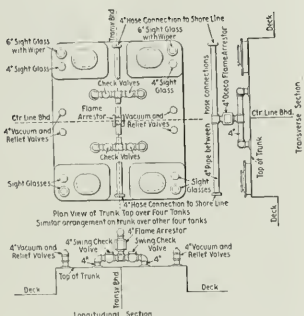 Transv Bhd
4" Hose Connection to Shore Line
6" Sight Glass
with Wiper
6" Sight Glass
with Wiper
4" Sight Glass
4" Sight
Glass
Check Valves
Ctr Line Bhd
Flame
Arrestor
Vacuum and
Relief Valves
4" Vacuum and
Relief Valves
Check Valves
Sight Glasses
Sight
Glasses
4" Hose Connection to Shore Line
Plan View of Trunk Top over Four Tanks
Similar arrangement on trunk over other four tanks
4" Pipe between
hose connections
4" Flame Arrestor
Deck
Ctr. Line Bhd.
4"
Top of Trunk
Deck
Transverse Section
4" Flame Arrestor
4" Vacuum and
Relief Valves
4" Swing Check
Valve
Swing Check
Valve
4" Vacuum and
Relief Valves
4"
4"
Top of Trunk
Deck
Transv Bhd
Deck
Longitudinal Section